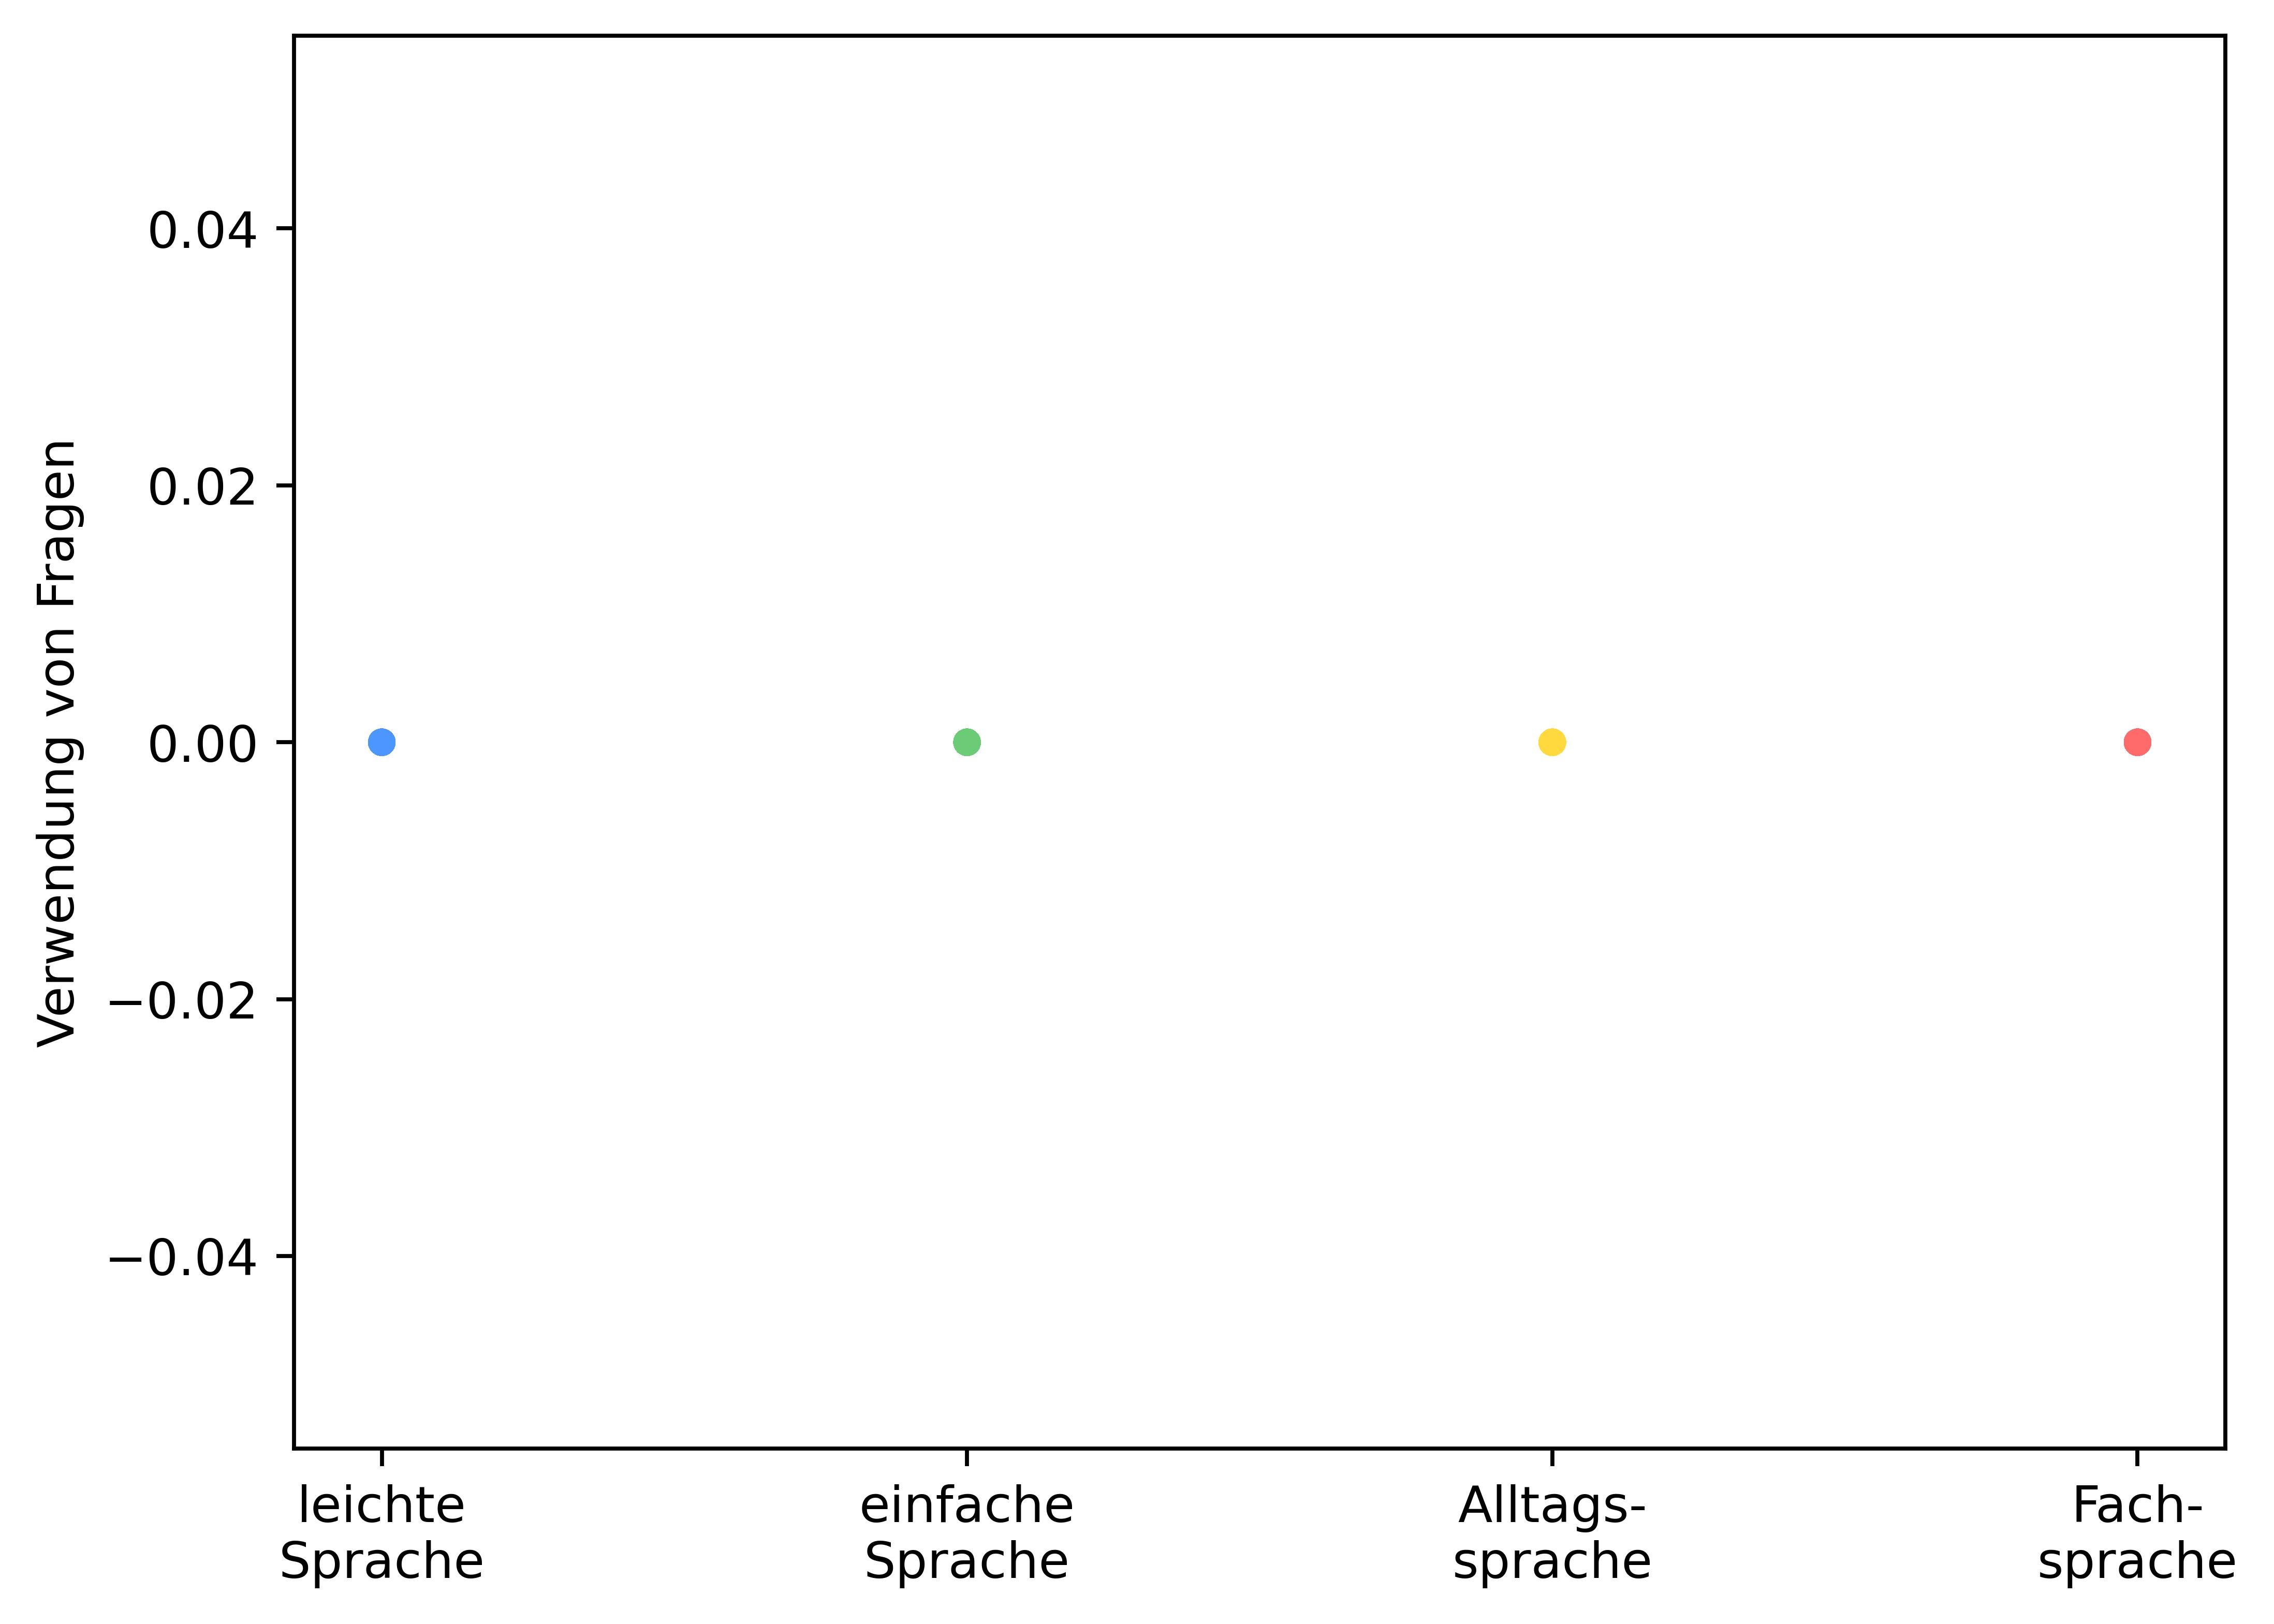 Verwendung von Fragen
0.04
0.02
0.00
−0.02
−0.04
leichte
Sprache
einfache
Sprache
Alltags-
sprache
Fach-
sprache